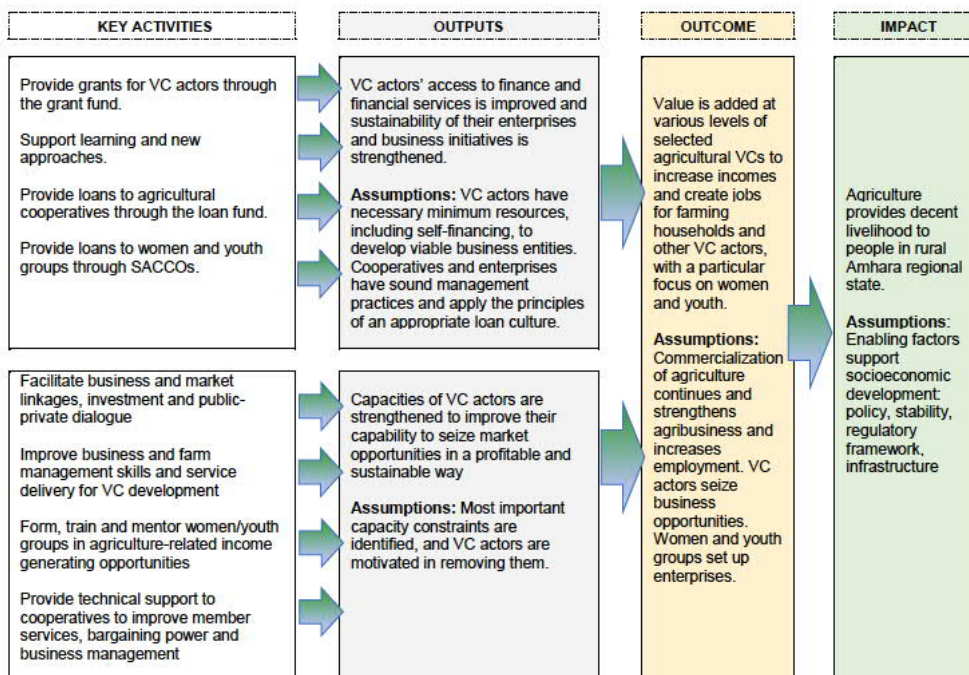 KEY ACTIVITIES
OUTPUTS
OUTCOME
IMPACT
Provide grants for VC actors through
the grant fund.
Support learning and new
approaches.
Provide loans to agricultural
cooperatives through the loan fund.
Provide loans to women and youth
groups through SACCOs.
VC actors' access to finance and
financial services is improved and
sustainability of their enterprises
and business initiatives is
strengthened.
Assumptions: VC actors have
necessary minimum resources,
including self-financing, to
develop viable business entities.
Cooperatives and enterprises
have sound management
practices and apply the principles
of an appropriate loan culture.
Facilitate business and market
linkages, investment and public-
private dialogue
Improve business and farm
management skills and service
delivery for VC development
Form, train and mentor women/youth
groups in agriculture-related income
generating opportunities
Provide technical support to
cooperatives to improve member
services, bargaining power and
business management
Capacities of VC actors are
strengthened to improve their
capability to seize market
opportunities in a profitable and
sustainable way
Assumptions: Most important
capacity constraints are
identified, and VC actors are
motivated in removing them.
Value is added at
various levels of
selected
agricultural VCs to
increase incomes
and create jobs
for farming
households and
other VC actors,
with a particular
focus on women
and youth.
Assumptions:
Commercialization
of agriculture
continues and
strengthens
agribusiness and
increases
employment. VC
actors seize
business
opportunities.
Women and youth
groups set up
enterprises.
Agriculture
provides decent
livelihood to
people in rural
Amhara regional
state.
Assumptions:
Enabling factors
support
socioeconomic
development:
policy, stability,
regulatory
framework,
infrastructure